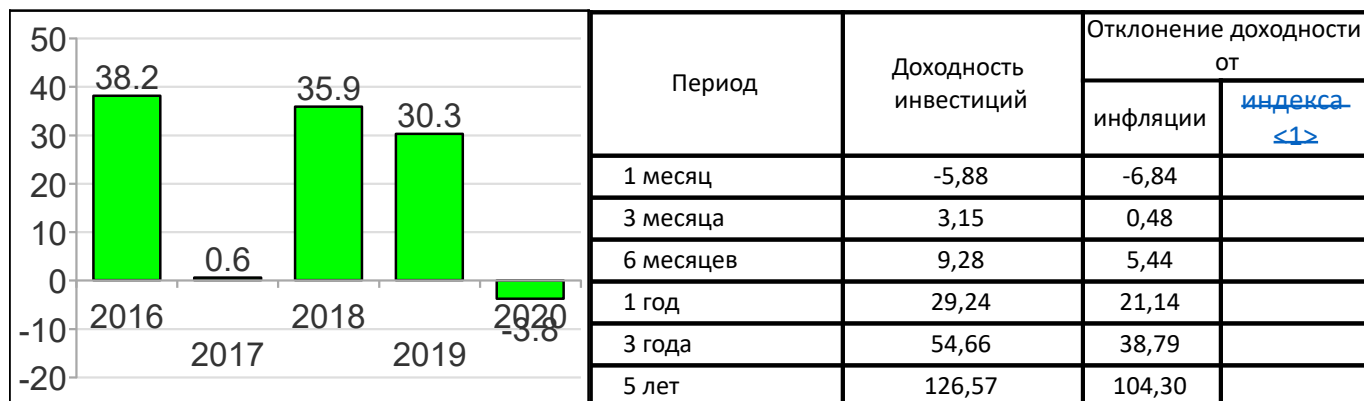 50
40
30
20
10
0
-10
-20
38.2
0.6
35.9
30.3
-3.8
2016
2017
2018
2019
2020
Период
Доходность
инвестиций
Отклонение доходности
от
инфляции
индекса
<1>
1 месяц -5,88 -6,84
3 месяца 3,15 0,48
6 месяцев 9,28 5,44
1 год 29,24 21,14
3 года 54,66 38,79
5 лет 126,57 104,30